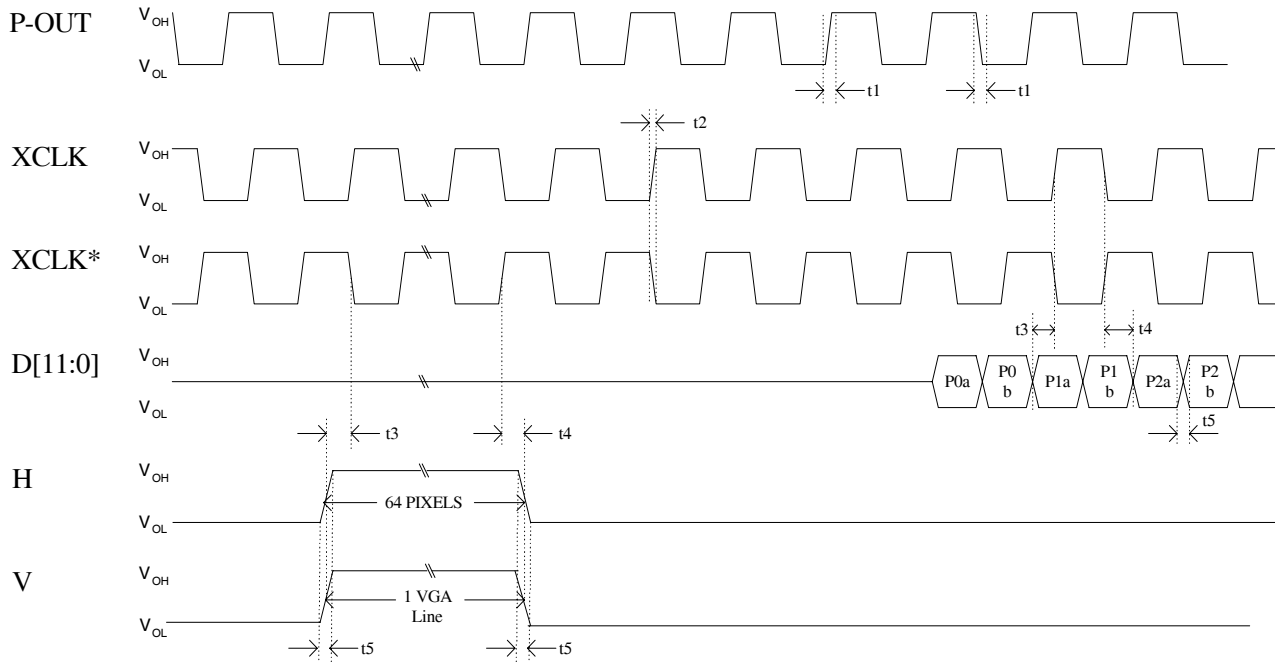 P-OUT
VOH
VOL
t1
t1
t2
XCLK
VOH
VOL
XCLK*
VOH
VOL
t3
t4
D[11:0]
VOH
VOL
P0a
P0
b
P1a
P1
b
P2a
P2
b
t5
t3
t4
H
VOH
VOL
64 PIXELS
V
VOH
VOL
1 VGA
Line
t5
t5